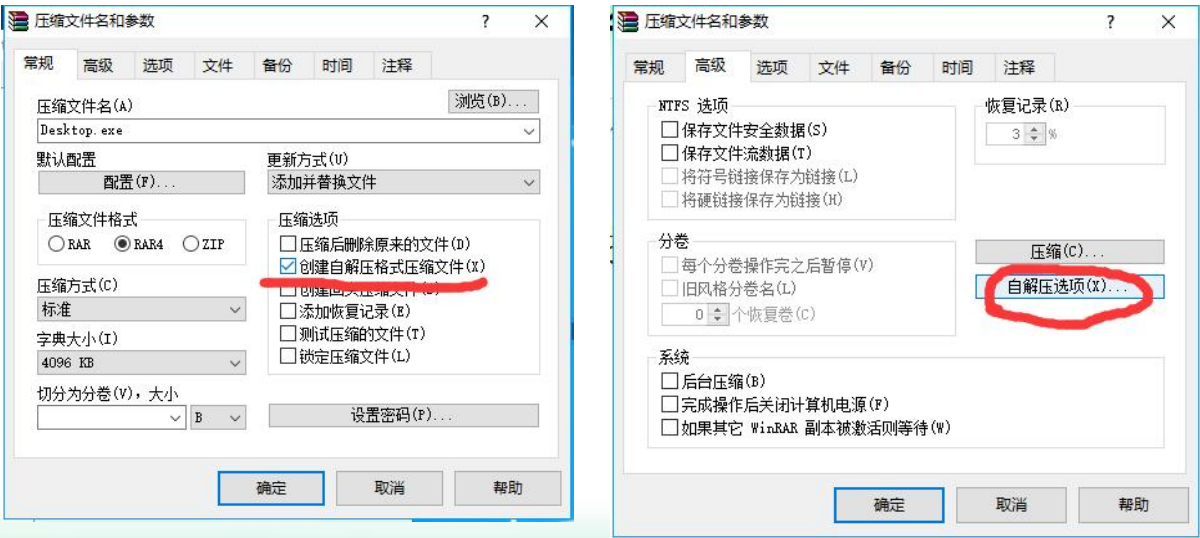 压缩文件名和参数
? ×
常规 高级 选项 文件 备份 时间 注释
压缩文件名(A)
浏览(B)...
Desktop.exe
默认配置
配置(F)...
更新方式(U)
添加并替换文件
压缩文件格式
RAR RAR4 ZIP
压缩方式(C)
标准
字典大小(I)
4096 KB
切分为分卷(V)，大小
B
压缩选项
压缩后删除原来的文件(D)
创建自解压格式压缩文件(X)
添加恢复记录(E)
测试压缩的文件(T)
锁定压缩文件(L)
设置密码(P)...
确定 取消 帮助
压缩文件名和参数
? ×
常规 高级 选项 文件 备份 时间 注释
NTFS 选项
保存文件安全数据(S)
保存文件流数据(T)
将符号链接保存为链接(L)
将硬链接保存为链接(H)
恢复记录(R)
3 %
分卷
每个分卷操作完之后暂停(V)
旧风格分卷名(L)
0 个恢复卷(C)
压缩(C)...
自解压选项(X)...
系统
后台压缩(B)
完成操作后关闭计算机电源(F)
如果其它 WinRAR 副本被激活则等待(W)
确定 取消 帮助